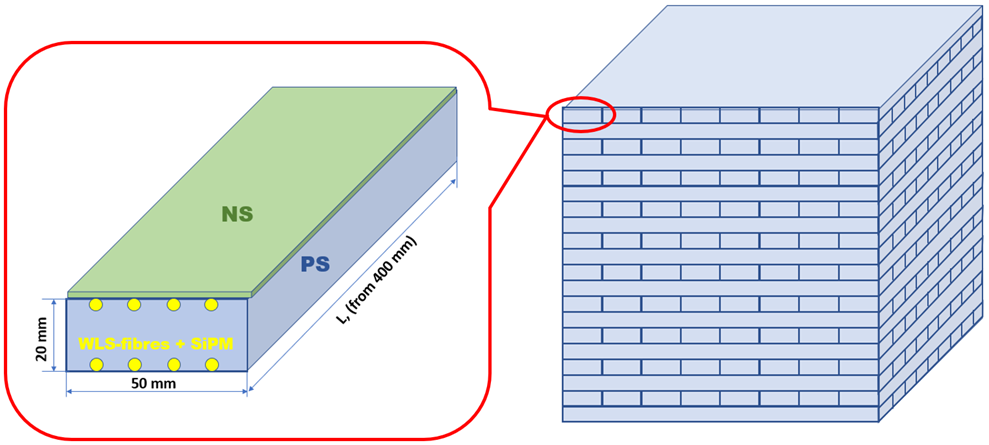 NS
PS
L, (from 400 mm)
20 mm
WLS-fibres + SiPM
50 mm